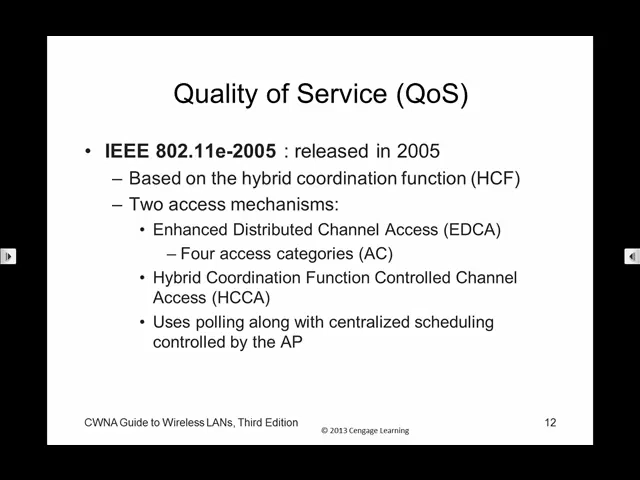 Quality of Service (QoS)
• IEEE 802.11e-2005 : released in 2005
– Based on the hybrid coordination function (HCF)
– Two access mechanisms:
• Enhanced Distributed Channel Access (EDCA)
– Four access categories (AC)
• Hybrid Coordination Function Controlled Channel
Access (HCCA)
• Uses polling along with centralized scheduling
controlled by the AP
CWNA Guide to Wireless LANs, Third Edition
© 2013 Cengage Learning
12